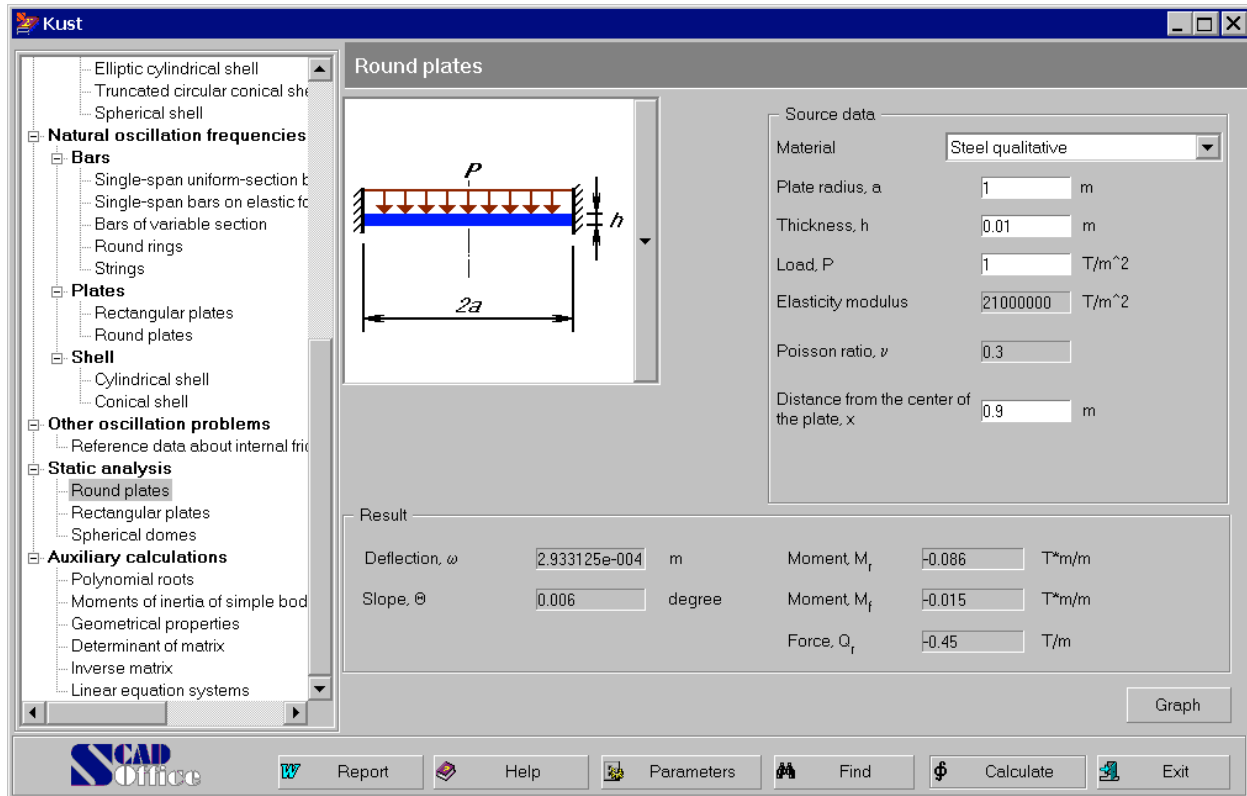 Kust
Elliptic cylindrical shell
Truncated circular conical she
Spherical shell
Natural oscillation frequencies
Bars
Single-span uniform-section b
Single-span bars on elastic fo
Bars of variable section
Round rings
Strings
Plates
Rectangular plates
Round plates
Shell
Cylindrical shell
Conical shell
Other oscillation problems
Reference data about internal fric
Static analysis
Round plates
Rectangular plates
Spherical domes
Auxiliary calculations
Polynomial roots
Moments of inertia of simple bod
Geometrical properties
Determinant of matrix
Inverse matrix
Linear equation systems
Round plates
P
h
2a
Source data
Material Steel qualitative
Plate radius, a 1 m
Thickness, h 0.01 m
Load, P 1 T/m^2
Elasticity modulus 21000000 T/m^2
Poisson ratio, ν 0.3
Distance from the center of
the plate, x 0.9 m
Result
Deflection, ω 2.933125e-004 m Moment, Mr -0.086 T*m/m
Slope, Θ 0.006 degree Moment, Mf -0.015 T*m/m
Force, Qr -0.45 T/m
Graph
SCAD
Office
Report Help Parameters Find Calculate Exit